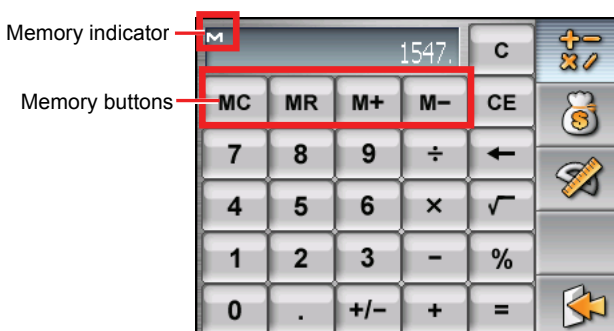 Memory indicator
M
1547.
C
Memory buttons
MC MR M+ M− CE
7 8 9 ÷ ←
4 5 6 × √
1 2 3 − %
0 . +/− + =
+ − × ÷
$